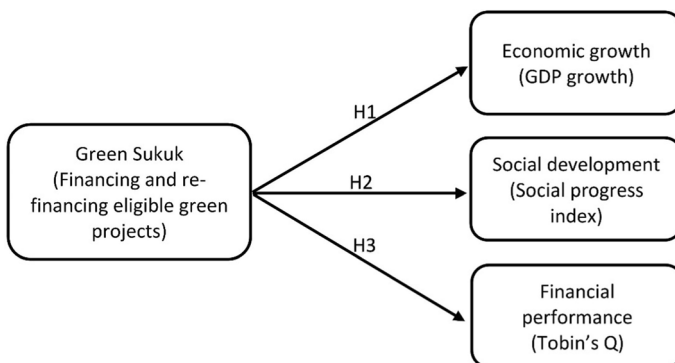 Economic growth
(GDP growth)
H1
Green Sukuk
(Financing and re-
financing eligible green
projects)
H2
Social development
(Social progress
index)
H3
Financial
performance
(Tobin's Q)